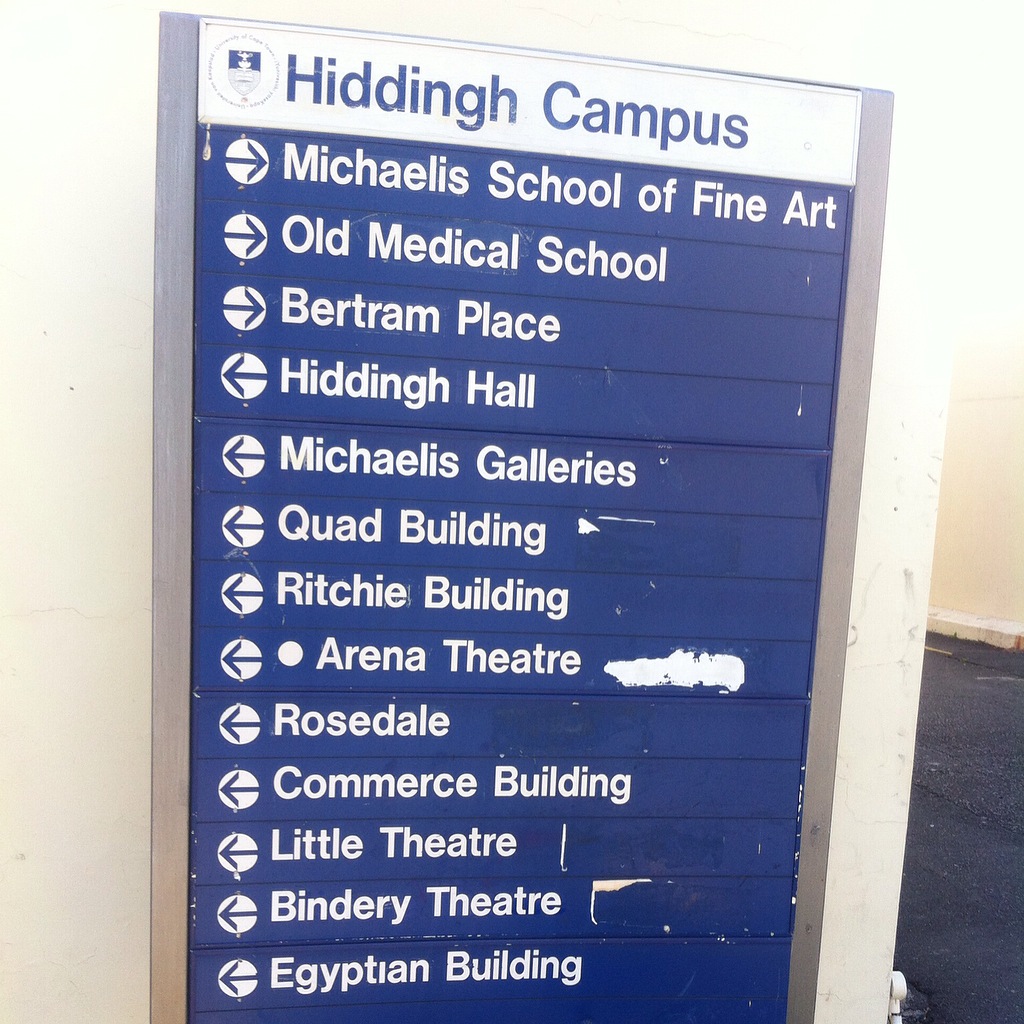 Hiddingh Campus
Michaelis School of Fine Art
Old Medical School
Bertram Place
Hiddingh Hall
Michaelis Galleries
Quad Building
Ritchie Building
Arena Theatre
Rosedale
Commerce Building
Little Theatre
Bindery Theatre
Egyptian Building